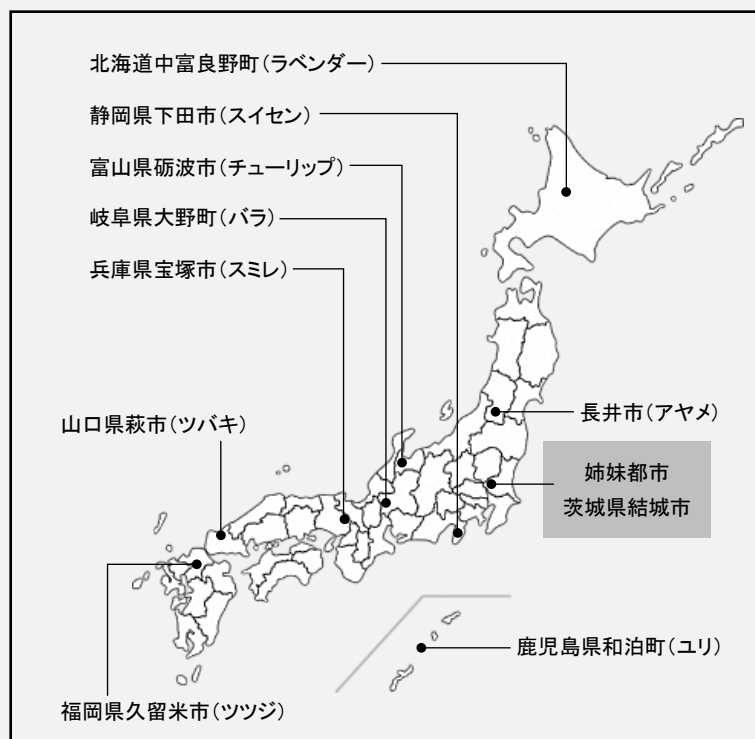 北海道中富良野町(ラベンダー)
静岡県下田市(スイセン)
富山県砺波市(チューリップ)
岐阜県大野町(バラ)
兵庫県宝塚市(スミレ)
山口県萩市(ツバキ)
長井市(アヤメ)
姉妹都市
茨城県結城市
鹿児島県和泊町(ユリ)
福岡県久留米市(ツツジ)